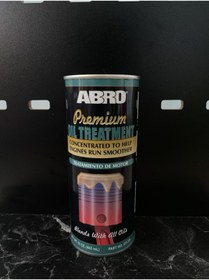 ABRO
Premium
OIL TREATMENT
CONCENTRATED TO HELP
ENGINES RUN SMOOTHER
TRATAMIENTO DE MOTOR
Blends With All Oils